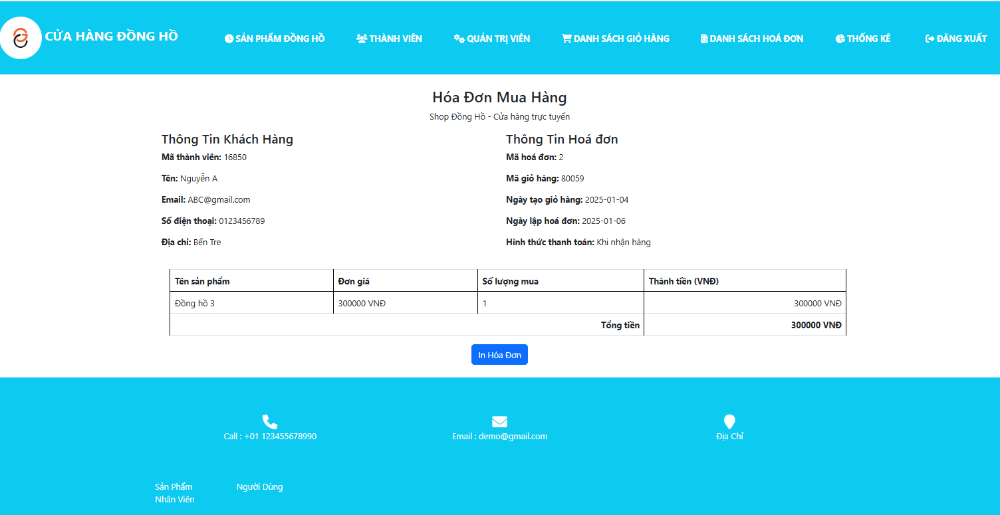 CỬA HÀNG ĐỒNG HỒ
SẢN PHẨM ĐỒNG HỒ THÀNH VIÊN QUẢN TRỊ VIÊN DANH SÁCH GIỎ HÀNG DANH SÁCH HOÁ ĐƠN THỐNG KÊ ĐĂNG XUẤT
Hóa Đơn Mua Hàng
Shop Đồng Hồ - Cửa hàng trực tuyến
Thông Tin Khách Hàng
Mã thành viên: 16850
Tên: Nguyễn A
Email: ABC@gmail.com
Số điện thoại: 0123456789
Địa chỉ: Bến Tre
Thông Tin Hoá đơn
Mã hoá đơn: 2
Mã giỏ hàng: 80059
Ngày tạo giỏ hàng: 2025-01-04
Ngày lập hoá đơn: 2025-01-06
Hình thức thanh toán: Khi nhận hàng
Tên sản phẩm Đơn giá Số lượng mua Thành tiền (VNĐ)
Đồng hồ 3 300000 VNĐ 1 300000 VNĐ
Tổng tiền 300000 VNĐ
In Hóa Đơn
Call : +01 123455678990
Email : demo@gmail.com
Địa Chỉ
Sản Phẩm Người Dùng
Nhân Viên